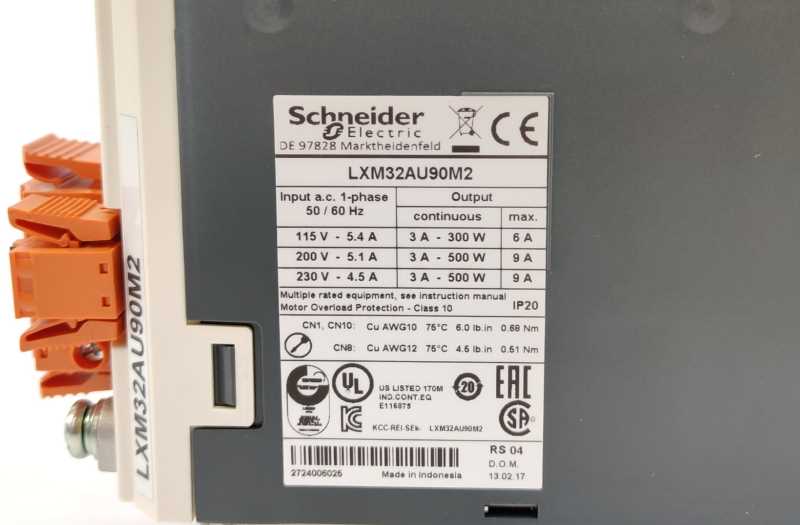 Schneider
Electric
DE 97828 Marktheidenfeld
CE
LXM32AU90M2
Input a.c. 1-phase
50 / 60 Hz
Output
continuous max.
115 V - 5.4 A 3 A - 300 W 6 A
200 V - 5.1 A 3 A - 500 W 9 A
230 V - 4.5 A 3 A - 500 W 9 A
Multiple rated equipment, see instruction manual
Motor Overload Protection - Class 10 IP20
CN1, CN10: Cu AWG10 75°C 6.0 lb.in 0.68 Nm
CN8: Cu AWG12 75°C 4.5 lb.in 0.51 Nm
UL
US LISTED 170M
IND.CONT.EQ
E116875
20
EAC
SA
KCC-REI-SEk- LXM32AU90M2
RS 04
D.O.M.
13.02.17
2724006026
Made in Indonesia
LXM32AU90M2